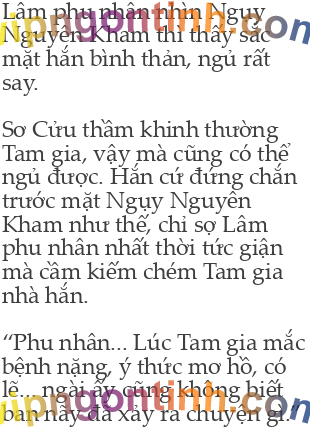 Lâm phu nhân nhìn Ngụy
Nguyên Kham thì thấy sắc
mặt hắn bình thản, ngủ rất
say.
Sơ Cửu thầm khinh thường
Tam gia, vậy mà cũng có thể
ngủ được. Hắn cứ đứng chắn
trước mặt Ngụy Nguyên
Kham như thế, chỉ sợ Lâm
phu nhân nhất thời tức giận
mà cầm kiếm chém Tam gia
nhà hắn.
“Phu nhân... Lúc Tam gia mắc
bệnh nặng, ý thức mơ hồ, có
lẽ... ngài ấy cũng không biết
ban nãy đã xảy ra chuyện gì.”